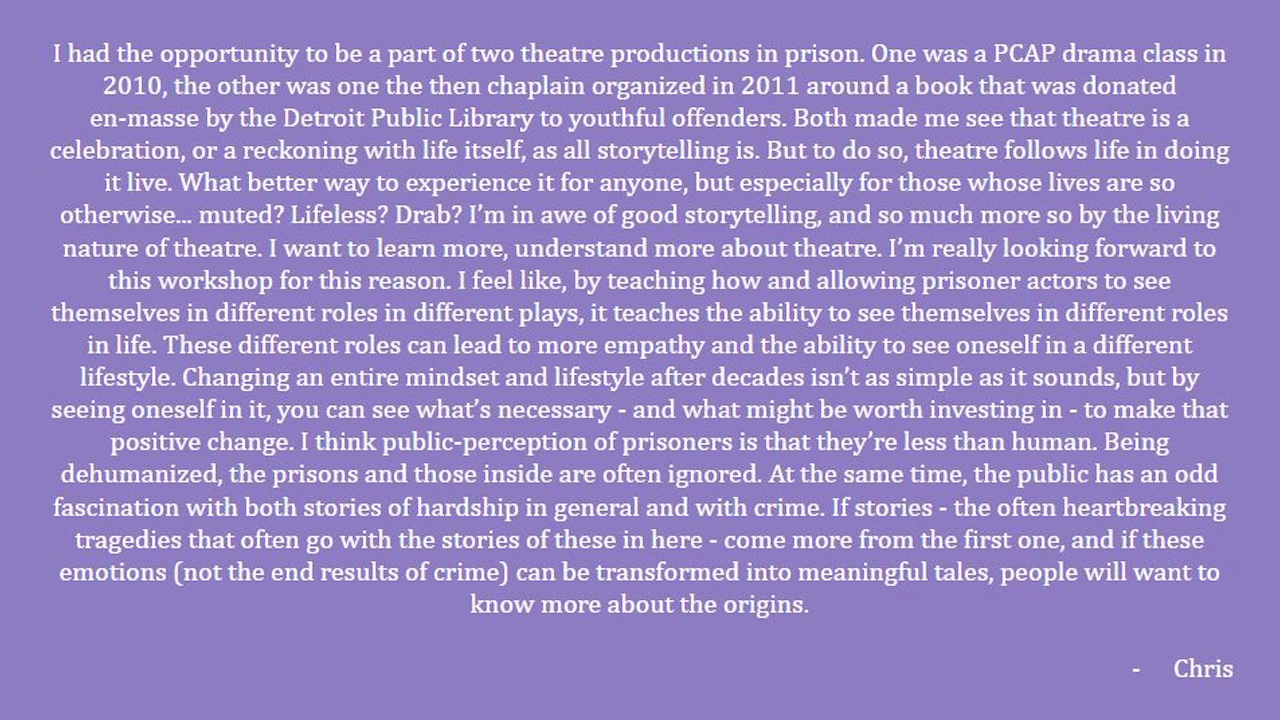 I had the opportunity to be a part of two theatre productions in prison. One was a PCAP drama class in
2010, the other was one the then chaplain organized in 2011 around a book that was donated
en-masse by the Detroit Public Library to youthful offenders. Both made me see that theatre is a
celebration, or a reckoning with life itself, as all storytelling is. But to do so, theatre follows life in doing
it live. What better way to experience it for anyone, but especially for those whose lives are so
otherwise... muted? Lifeless? Drab? I’m in awe of good storytelling, and so much more so by the living
nature of theatre. I want to learn more, understand more about theatre. I’m really looking forward to
this workshop for this reason. I feel like, by teaching how and allowing prisoner actors to see
themselves in different roles in different plays, it teaches the ability to see themselves in different roles
in life. These different roles can lead to more empathy and the ability to see oneself in a different
lifestyle. Changing an entire mindset and lifestyle after decades isn’t as simple as it sounds, but by
seeing oneself in it, you can see what’s necessary - and what might be worth investing in - to make that
positive change. I think public-perception of prisoners is that they’re less than human. Being
dehumanized, the prisons and those inside are often ignored. At the same time, the public has an odd
fascination with both stories of hardship in general and with crime. If stories - the often heartbreaking
tragedies that often go with the stories of these in here - come more from the first one, and if these
emotions (not the end results of crime) can be transformed into meaningful tales, people will want to
know more about the origins.
- Chris